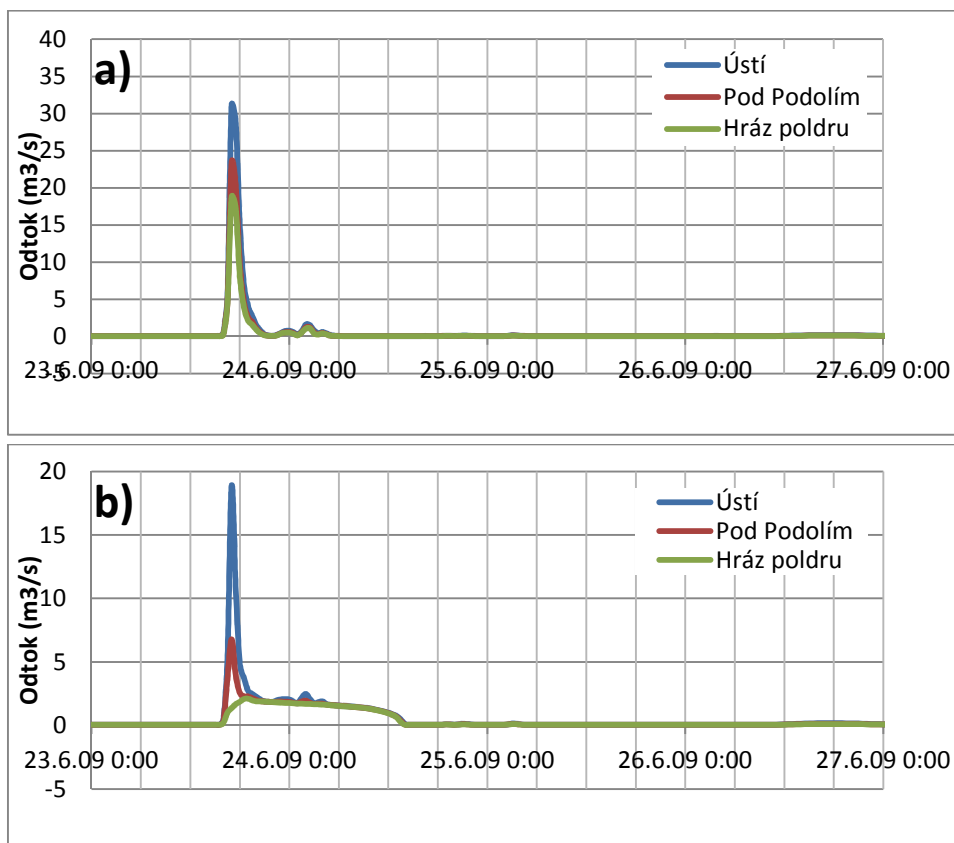 a)
Odtok (m3/s)
40
35
30
25
20
15
10
5
0
-5
23.6.09 0:00
24.6.09 0:00
25.6.09 0:00
26.6.09 0:00
27.6.09 0:00
Ústí
Pod Podolím
Hráz poldru
b)
Odtok (m3/s)
20
15
10
5
0
-5
23.6.09 0:00
24.6.09 0:00
25.6.09 0:00
26.6.09 0:00
27.6.09 0:00
Ústí
Pod Podolím
Hráz poldru